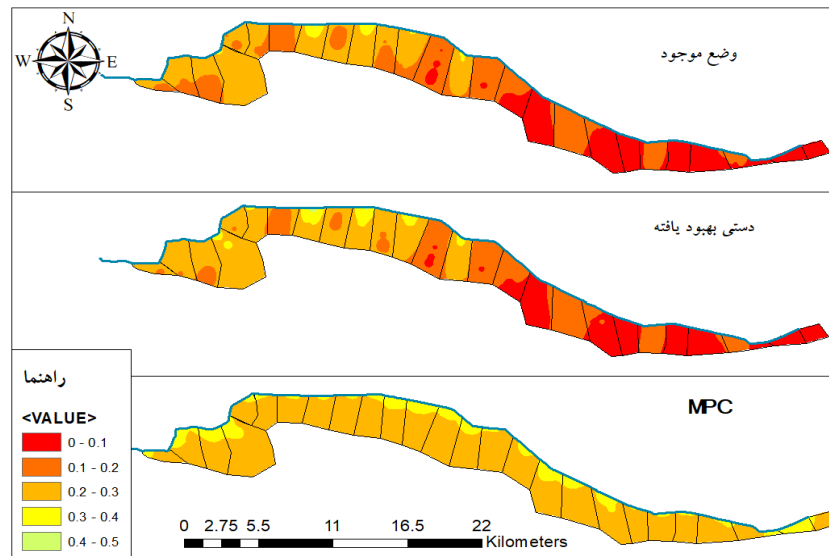 N
W E
S
وضع موجود
دستی بهبود یافته
MPC
راهنما
<VALUE>
0 - 0.1
0.1 - 0.2
0.2 - 0.3
0.3 - 0.4
0.4 - 0.5
0 2.75 5.5 11 16.5 22
Kilometers